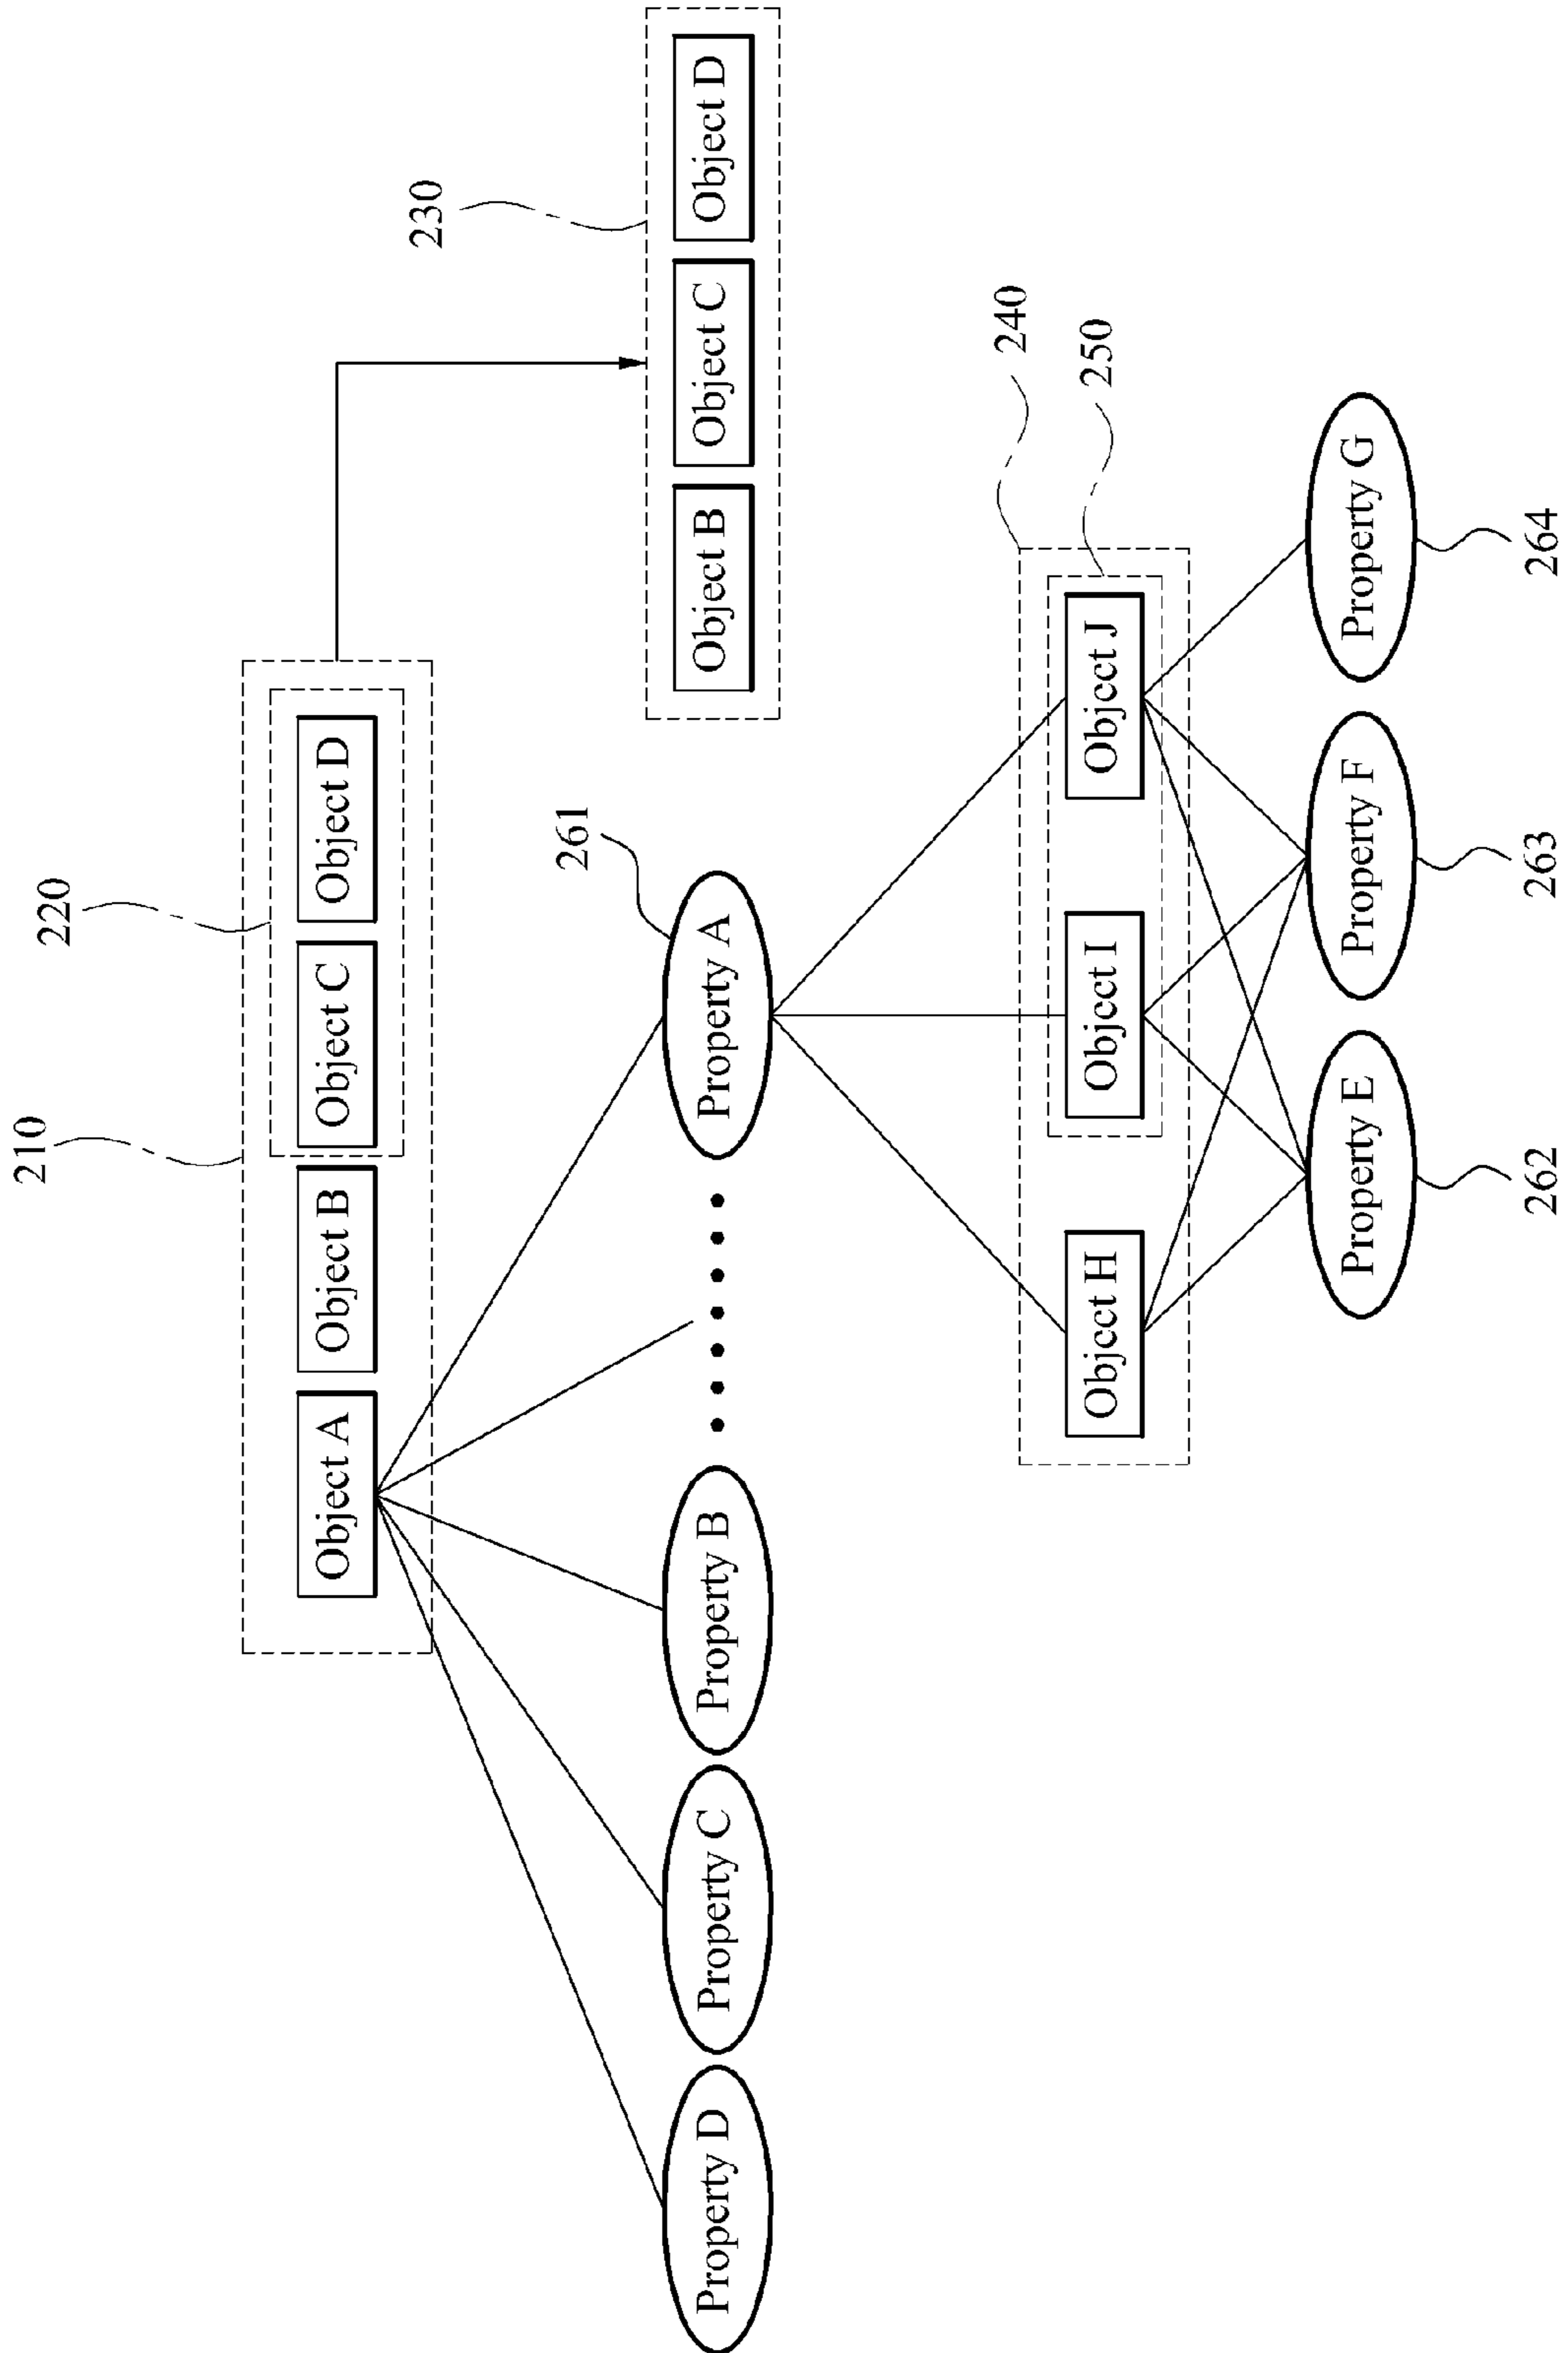 210
220
Object A
Object B
Object C
Object D
230
Object B
Object C
Object D
261
Property D
Property C
Property B
Property A
240
250
Object H
Object I
Object J
Property E
Property F
Property G
262
263
264